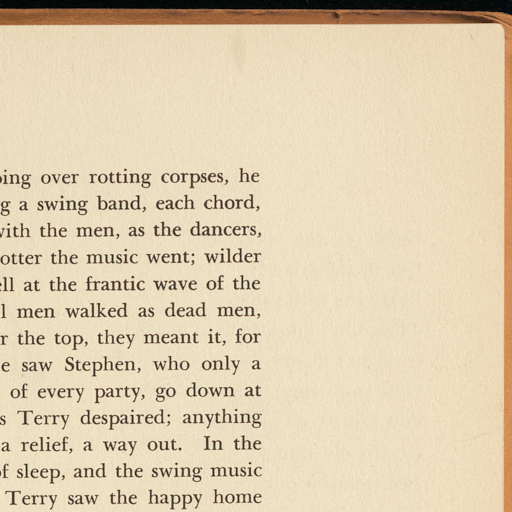 ing over rotting corpses, he
g a swing band, each chord,
with the men, as the dancers,
otter the music went; wilder
ell at the frantic wave of the
l men walked as dead men,
r the top, they meant it, for
e saw Stephen, who only a
of every party, go down at
s Terry despaired; anything
a relief, a way out. In the
of sleep, and the swing music
Terry saw the happy home